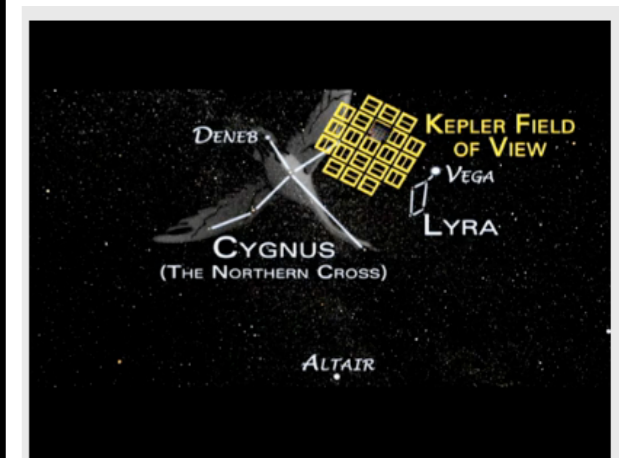 DENEB
KEPLER FIELD
OF VIEW
VEGA
LYRA
CYGNUS
(THE NORTHERN CROSS)
ALTAIR